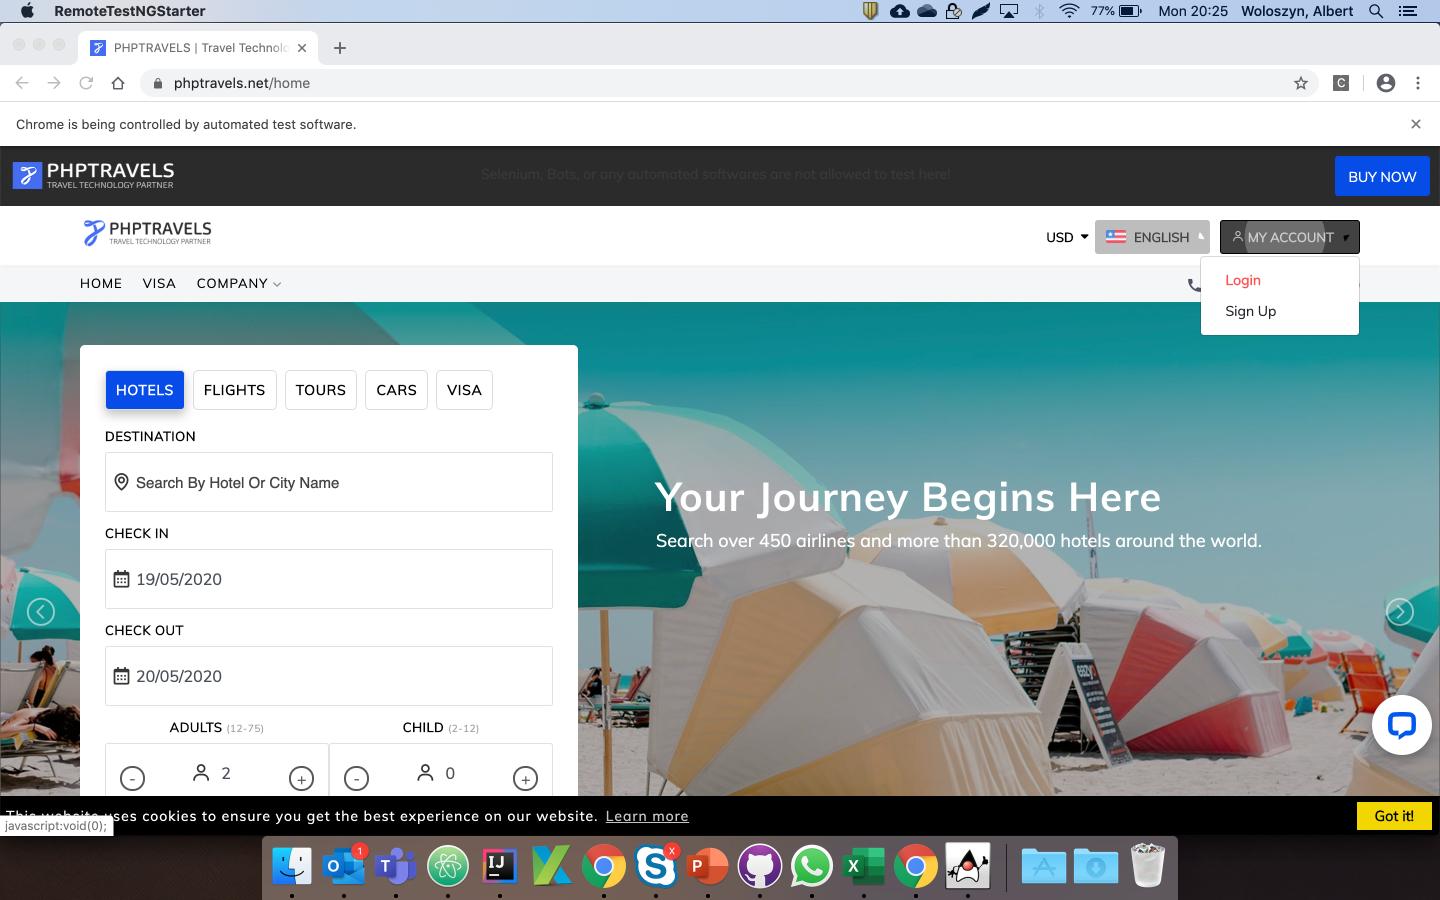 RemoteTestNGStarter
77%
Mon 20:25
Woloszyn, Albert
PHPTRAVELS | Travel Technolo
phptravels.net/home
C
Chrome is being controlled by automated test software.
PHPTRAVELS
TRAVEL TECHNOLOGY PARTNER
Selenium, Bots, or any automated softwares are not allowed to test here!
BUY NOW
PHPTRAVELS
TRAVEL TECHNOLOGY PARTNER
USD
ENGLISH
MY ACCOUNT
Login
Sign Up
HOME
VISA
COMPANY
HOTELS
FLIGHTS
TOURS
CARS
VISA
DESTINATION
Search By Hotel Or City Name
CHECK IN
19/05/2020
CHECK OUT
20/05/2020
ADULTS (12-75)
CHILD (2-12)
- 2 +
- 0 +
Your Journey Begins Here
Search over 450 airlines and more than 320,000 hotels around the world.
This website uses cookies to ensure you get the best experience on our website. Learn more
Got it!
javascript:void(0);
1
X